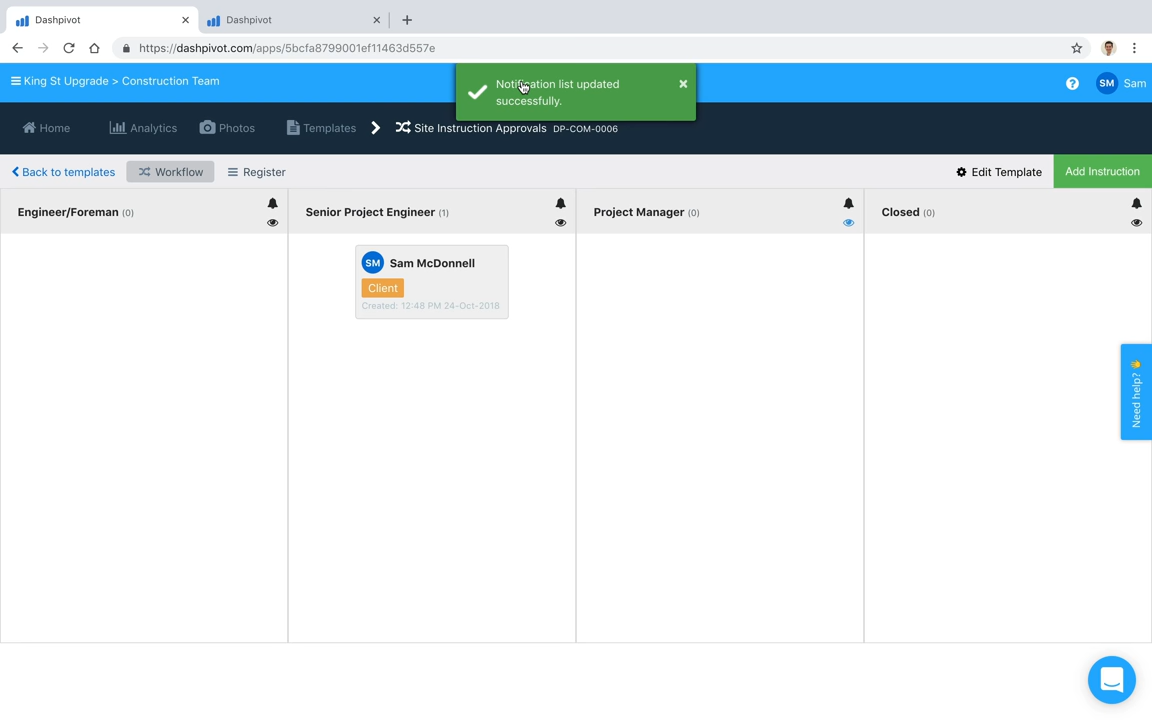 Dashpivot
Dashpivot
https://dashpivot.com/apps/5bcfa8799001ef11463d557e
King St Upgrade > Construction Team
Notification list updated
successfully.
SM Sam
Home Analytics Photos Templates Site Instruction Approvals DP-COM-0006
Back to templates Workflow Register Edit Template Add Instruction
Engineer/Foreman (0) Senior Project Engineer (1) Project Manager (0) Closed (0)
SM Sam McDonnell
Client
Created: 12:48 PM 24-Oct-2018
Need help?